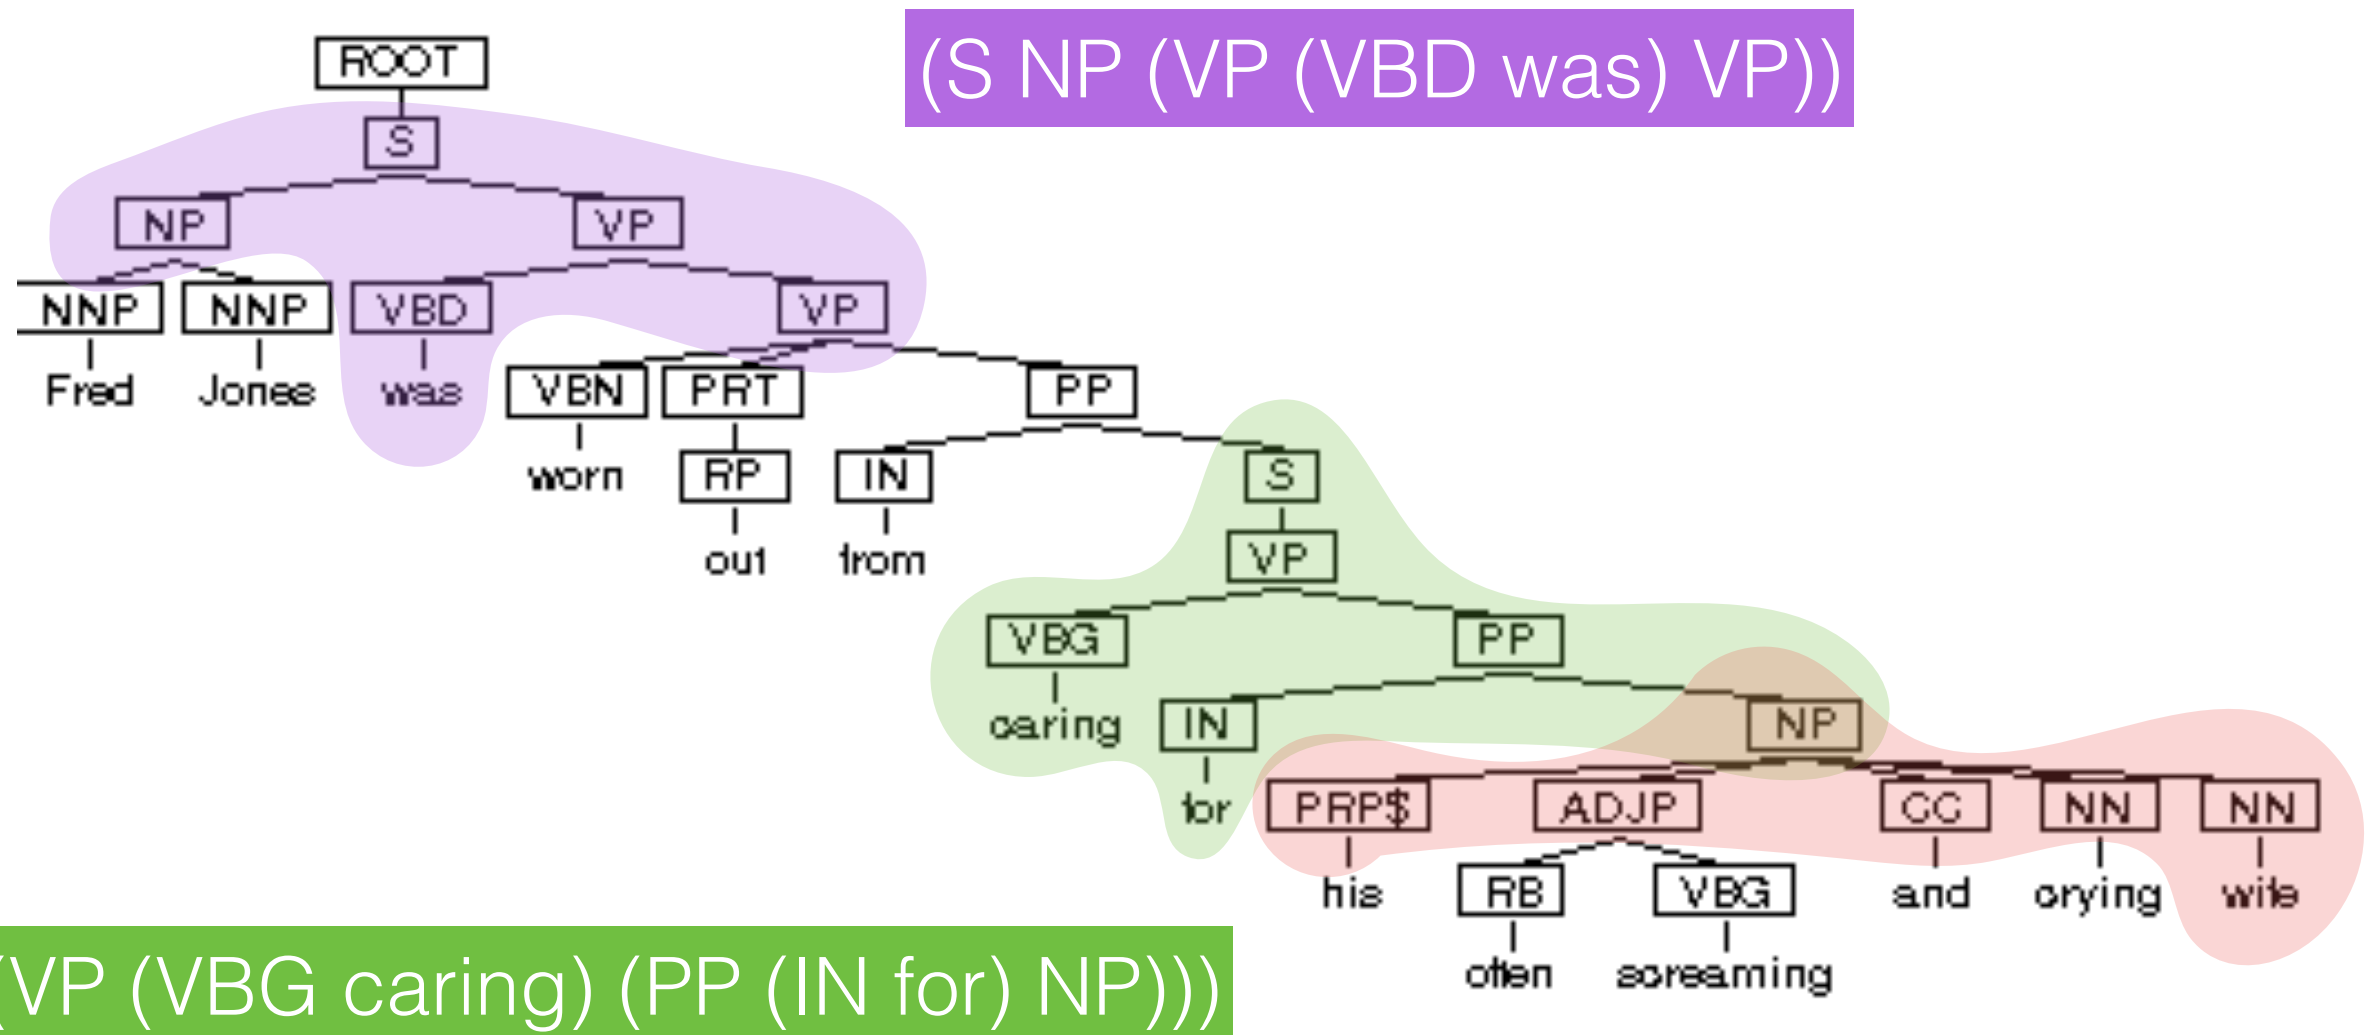 (S NP (VP (VBD was) VP))
ROOT
S
NP VP
NNP NNP VBD VP
Fred Jones was VBN PRT PP
worn RP IN S
out from VP
VBG PP
caring IN NP
for PRP$ ADJP CC NN NN
his RB VBG and crying wife
often screaming
(VP (VBG caring) (PP (IN for) NP)))